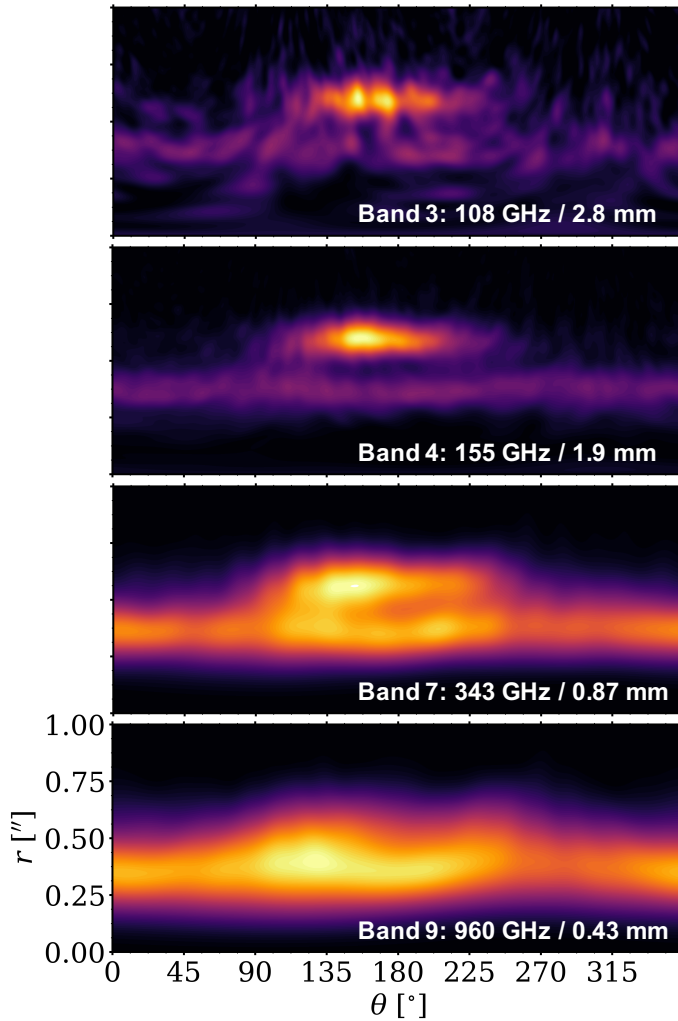 Band 3: 108 GHz / 2.8 mm
Band 4: 155 GHz / 1.9 mm
Band 7: 343 GHz / 0.87 mm
1.00
0.75
0.50
0.25
0.00
r [″]
Band 9: 960 GHz / 0.43 mm
0 45 90 135 180 225 270 315
θ [°]